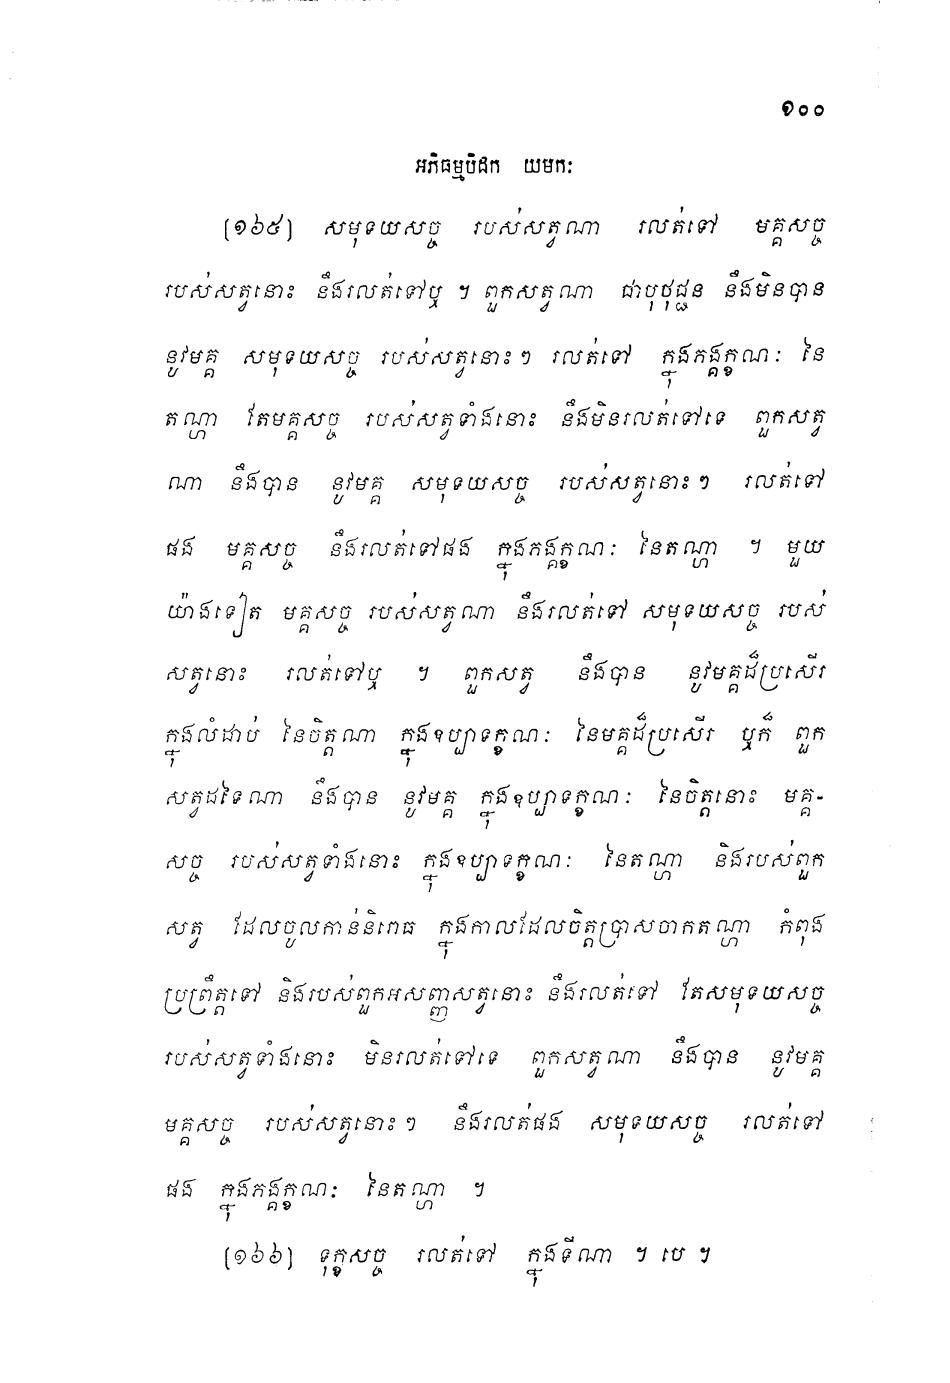 ១០០
អភិធម្មបិដក យមកៈ
(១៦៥) សមុទយសច្ច របស់សត្វណា រលត់ទៅ មគ្គសច្ច
របស់សត្វនោះ នឹងរលត់ទៅឬ ។ ពួកសត្វណា ជាបុថុជ្ជន នឹងមិនបាន
នូវមគ្គ សមុទយសច្ច របស់សត្វនោះៗ រលត់ទៅ ក្នុងភង្គក្ខណៈ នៃ
តណ្ហា តែមគ្គសច្ច របស់សត្វទាំងនោះ នឹងមិនរលត់ទៅទេ ពួកសត្វ
ណា នឹងបាន នូវមគ្គ សមុទយសច្ច របស់សត្វនោះៗ រលត់ទៅ
ផង មគ្គសច្ច នឹងរលត់ទៅផង ក្នុងភង្គក្ខណៈ នៃតណ្ហា ។ មួយ
យ៉ាងទៀត មគ្គសច្ច របស់សត្វណា នឹងរលត់ទៅ សមុទយសច្ច របស់
សត្វនោះ រលត់ទៅឬ ។ ពួកសត្វ នឹងបាន នូវមគ្គដ៏ប្រសើរ
ក្នុងលំដាប់ នៃចិត្តណា ក្នុងឧប្បាទក្ខណៈ នៃមគ្គដ៏ប្រសើរ ឬក៏ ពួក
សត្វដទៃណា នឹងបាន នូវមគ្គ ក្នុងឧប្បាទក្ខណៈ នៃចិត្តនោះ មគ្គ-
សច្ច របស់សត្វទាំងនោះ ក្នុងឧប្បាទក្ខណៈ នៃតណ្ហា និងរបស់ពួក
សត្វ ដែលចូលកាន់និរោធ ក្នុងកាលដែលចិត្តប្រាសចាកតណ្ហា កំពុង
ប្រព្រឹត្តទៅ និងរបស់ពួកអសញ្ញសត្វនោះ នឹងរលត់ទៅ តែសមុទយសច្ច
របស់សត្វទាំងនោះ មិនរលត់ទៅទេ ពួកសត្វណា នឹងបាន នូវមគ្គ
មគ្គសច្ច របស់សត្វនោះៗ នឹងរលត់ផង សមុទយសច្ច រលត់ទៅ
ផង ក្នុងភង្គក្ខណៈ នៃតណ្ហា ។
(១៦៦) ទុក្ខសច្ច រលត់ទៅ ក្នុងទីណា ។ បេ ។